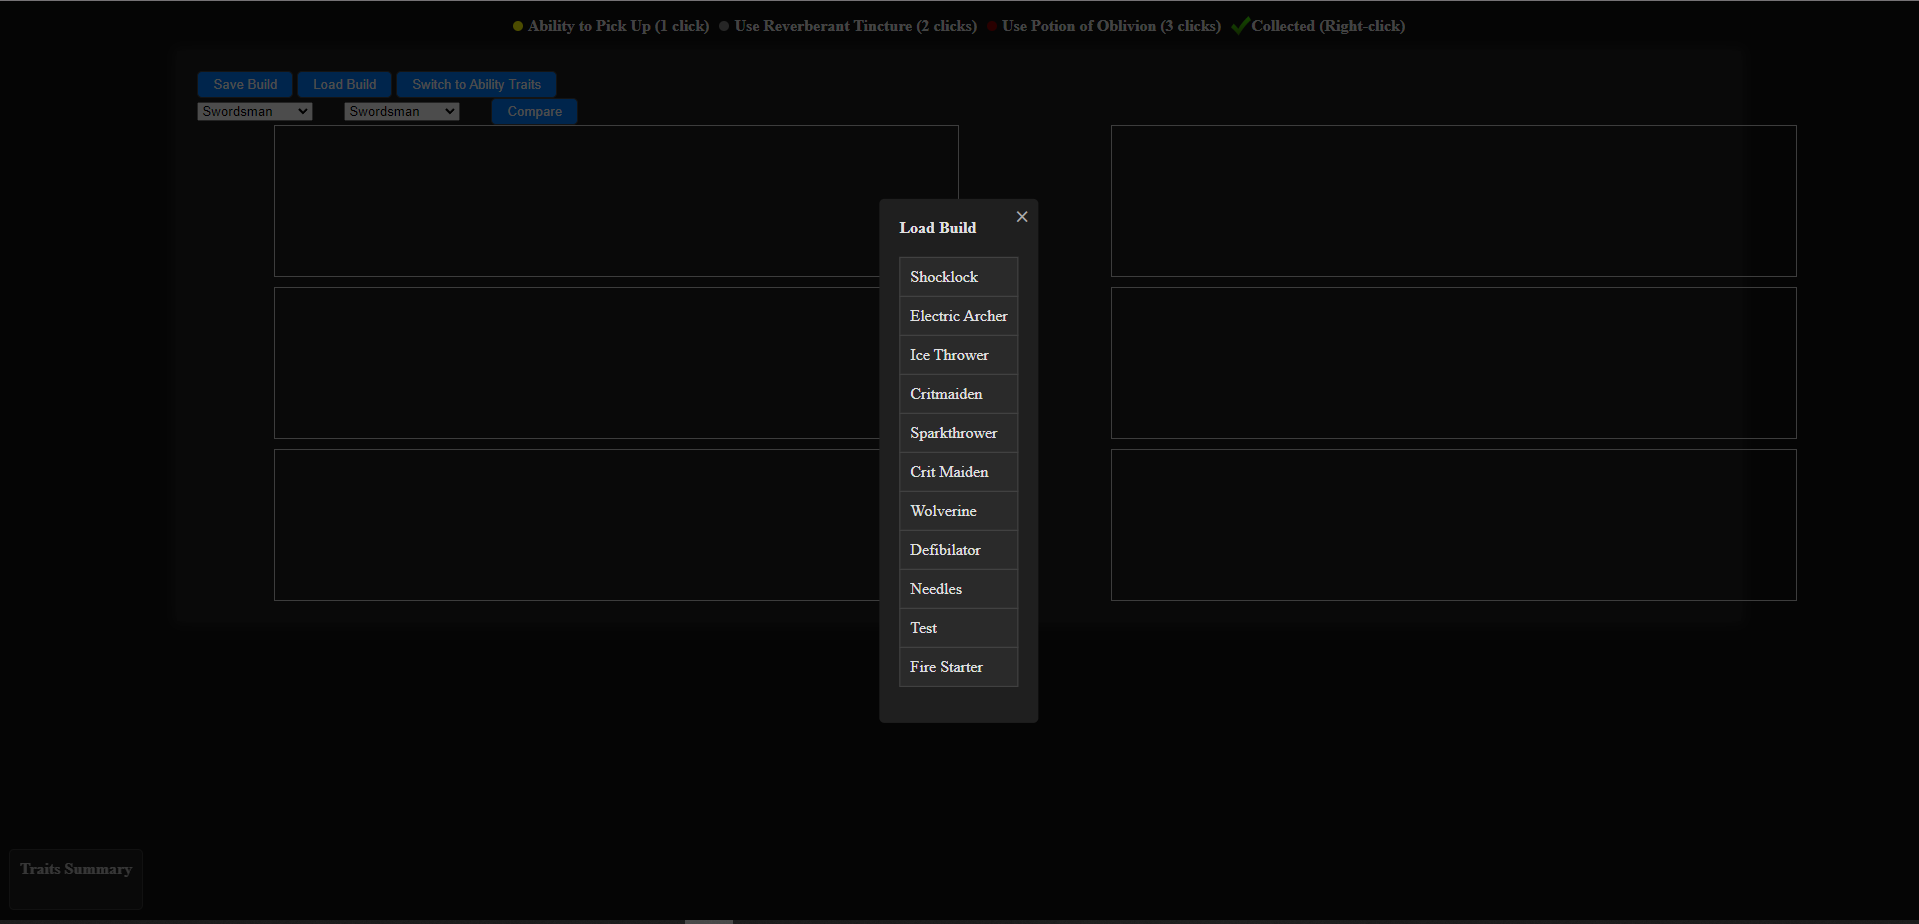 Ability to Pick Up (1 click) Use Reverberant Tincture (2 clicks) Use Potion of Oblivion (3 clicks) Collected (Right-click)
Save Build Load Build Switch to Ability Traits
Swordsman Swordsman Compare
Load Build
Shocklock
Electric Archer
Ice Thrower
Critmaiden
Sparkthrower
Crit Maiden
Wolverine
Defibilator
Needles
Test
Fire Starter
Traits Summary